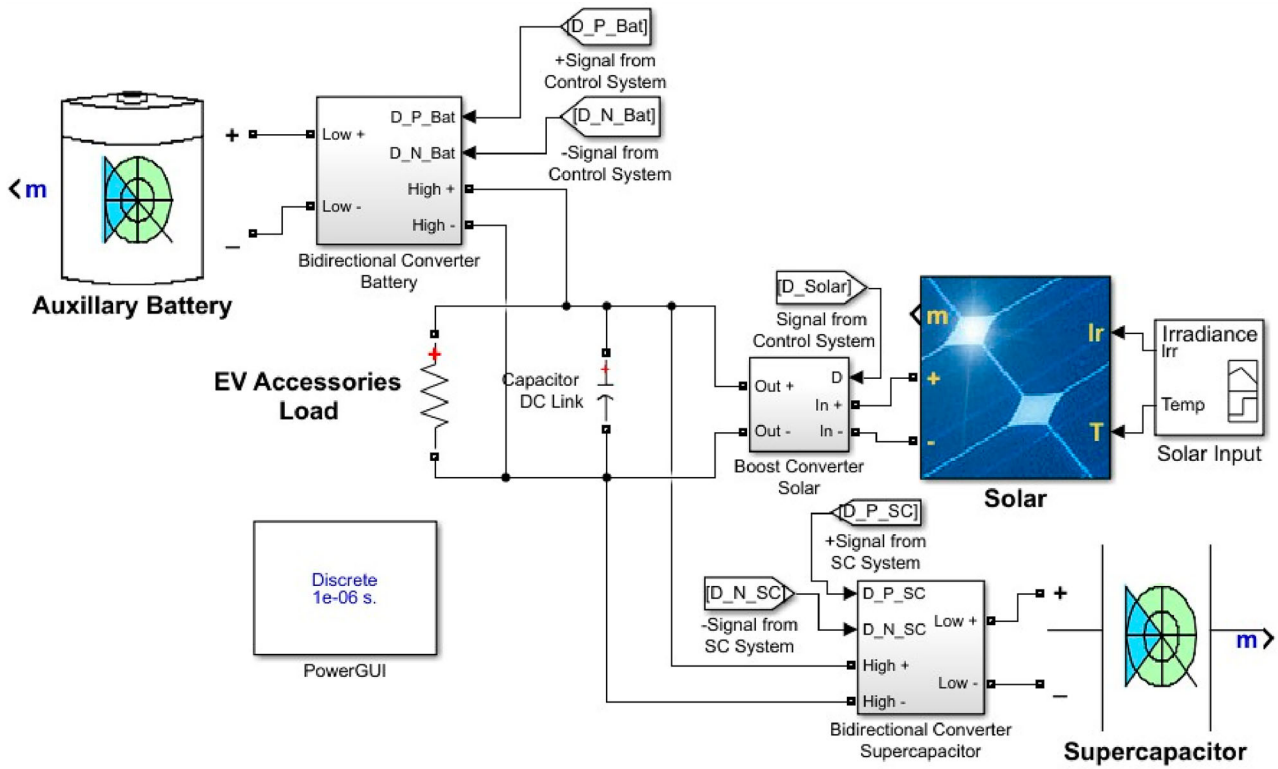 [D_P_Bat]
+Signal from
Control System
[D_N_Bat]
-Signal from
Control System
D_P_Bat
D_N_Bat
Low +
Low -
High +
High -
Bidirectional Converter
Battery
+
_
<m
Auxillary Battery
[D_Solar]
Signal from
Control System
EV Accessories
Load
+
Capacitor
DC Link
+
Out +
Out -
D
In +
In -
Boost Converter
Solar
m
+
-
Ir
T
Solar
Irradiance
Irr
Temp
Solar Input
Discrete
1e-06 s.
PowerGUI
[D_P_SC]
+Signal from
SC System
[D_N_SC]
-Signal from
SC System
D_P_SC
D_N_SC
High +
High -
Low +
Low -
Bidirectional Converter
Supercapacitor
+
_
m>
Supercapacitor